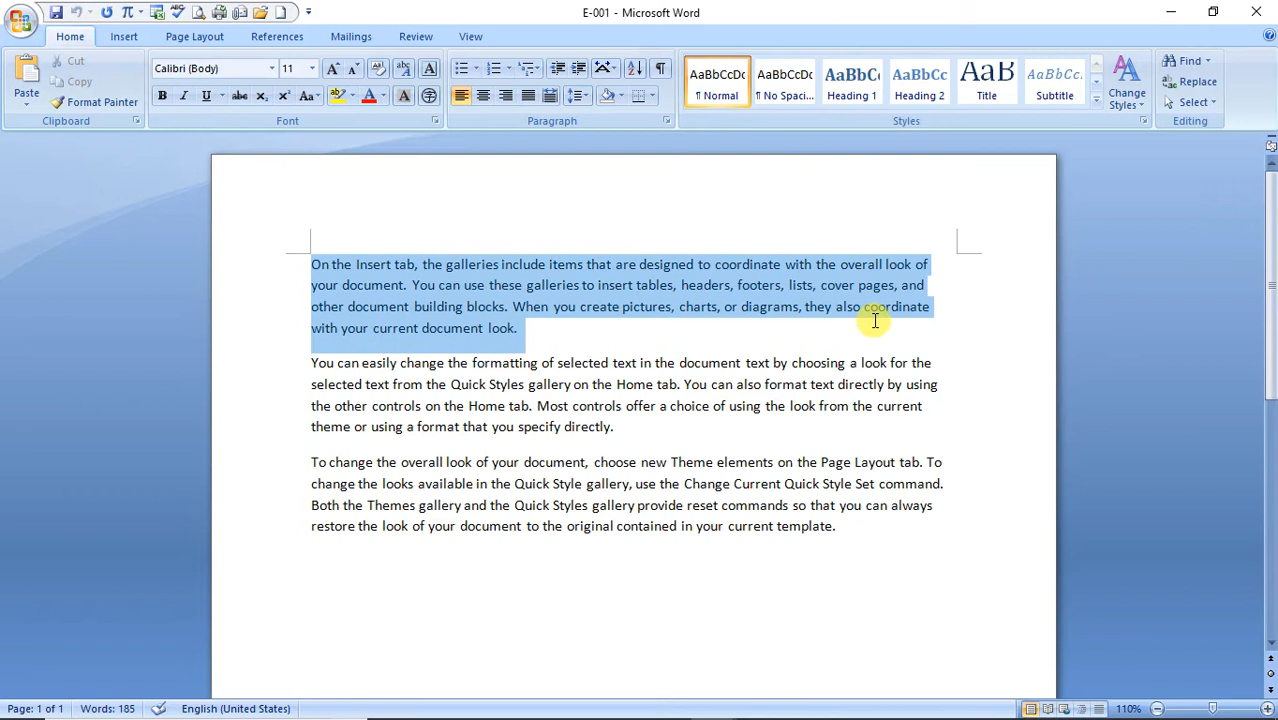 E-001 - Microsoft Word
Home Insert Page Layout References Mailings Review View
Paste
Cut
Copy
Format Painter
Clipboard
Calibri (Body) 11
Font
Paragraph
AaBbCcDc AaBbCcDc AaBbC AaBbCc AaB AaBbCc.
¶ Normal ¶ No Spaci... Heading 1 Heading 2 Title Subtitle
Change Styles
Styles
Find
Replace
Select
Editing
On the Insert tab, the galleries include items that are designed to coordinate with the overall look of
your document. You can use these galleries to insert tables, headers, footers, lists, cover pages, and
other document building blocks. When you create pictures, charts, or diagrams, they also coordinate
with your current document look.
You can easily change the formatting of selected text in the document text by choosing a look for the
selected text from the Quick Styles gallery on the Home tab. You can also format text directly by using
the other controls on the Home tab. Most controls offer a choice of using the look from the current
theme or using a format that you specify directly.
To change the overall look of your document, choose new Theme elements on the Page Layout tab. To
change the looks available in the Quick Style gallery, use the Change Current Quick Style Set command.
Both the Themes gallery and the Quick Styles gallery provide reset commands so that you can always
restore the look of your document to the original contained in your current template.
Page: 1 of 1 Words: 185 English (United States) 110%